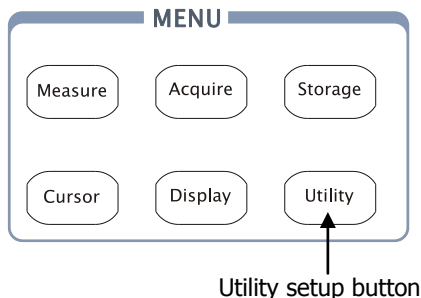 MENU
Measure Acquire Storage
Cursor Display Utility
Utility setup button